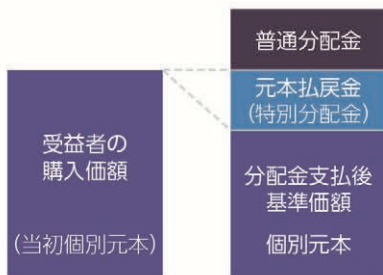 普通分配金
元本払戻金
(特別分配金)
受益者の
購入価額
(当初個別元本)
分配金支払後
基準価額
個別元本